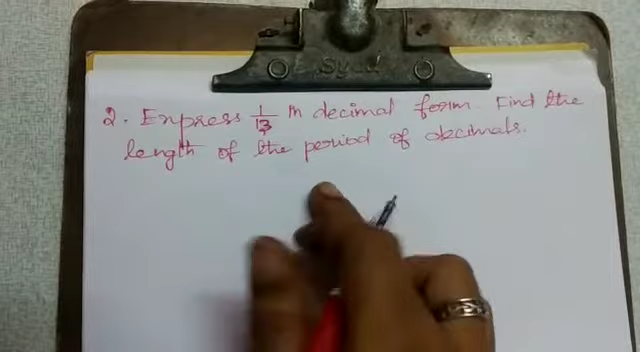 2. Express 1/13 in decimal form. Find the
length of the period of decimals.